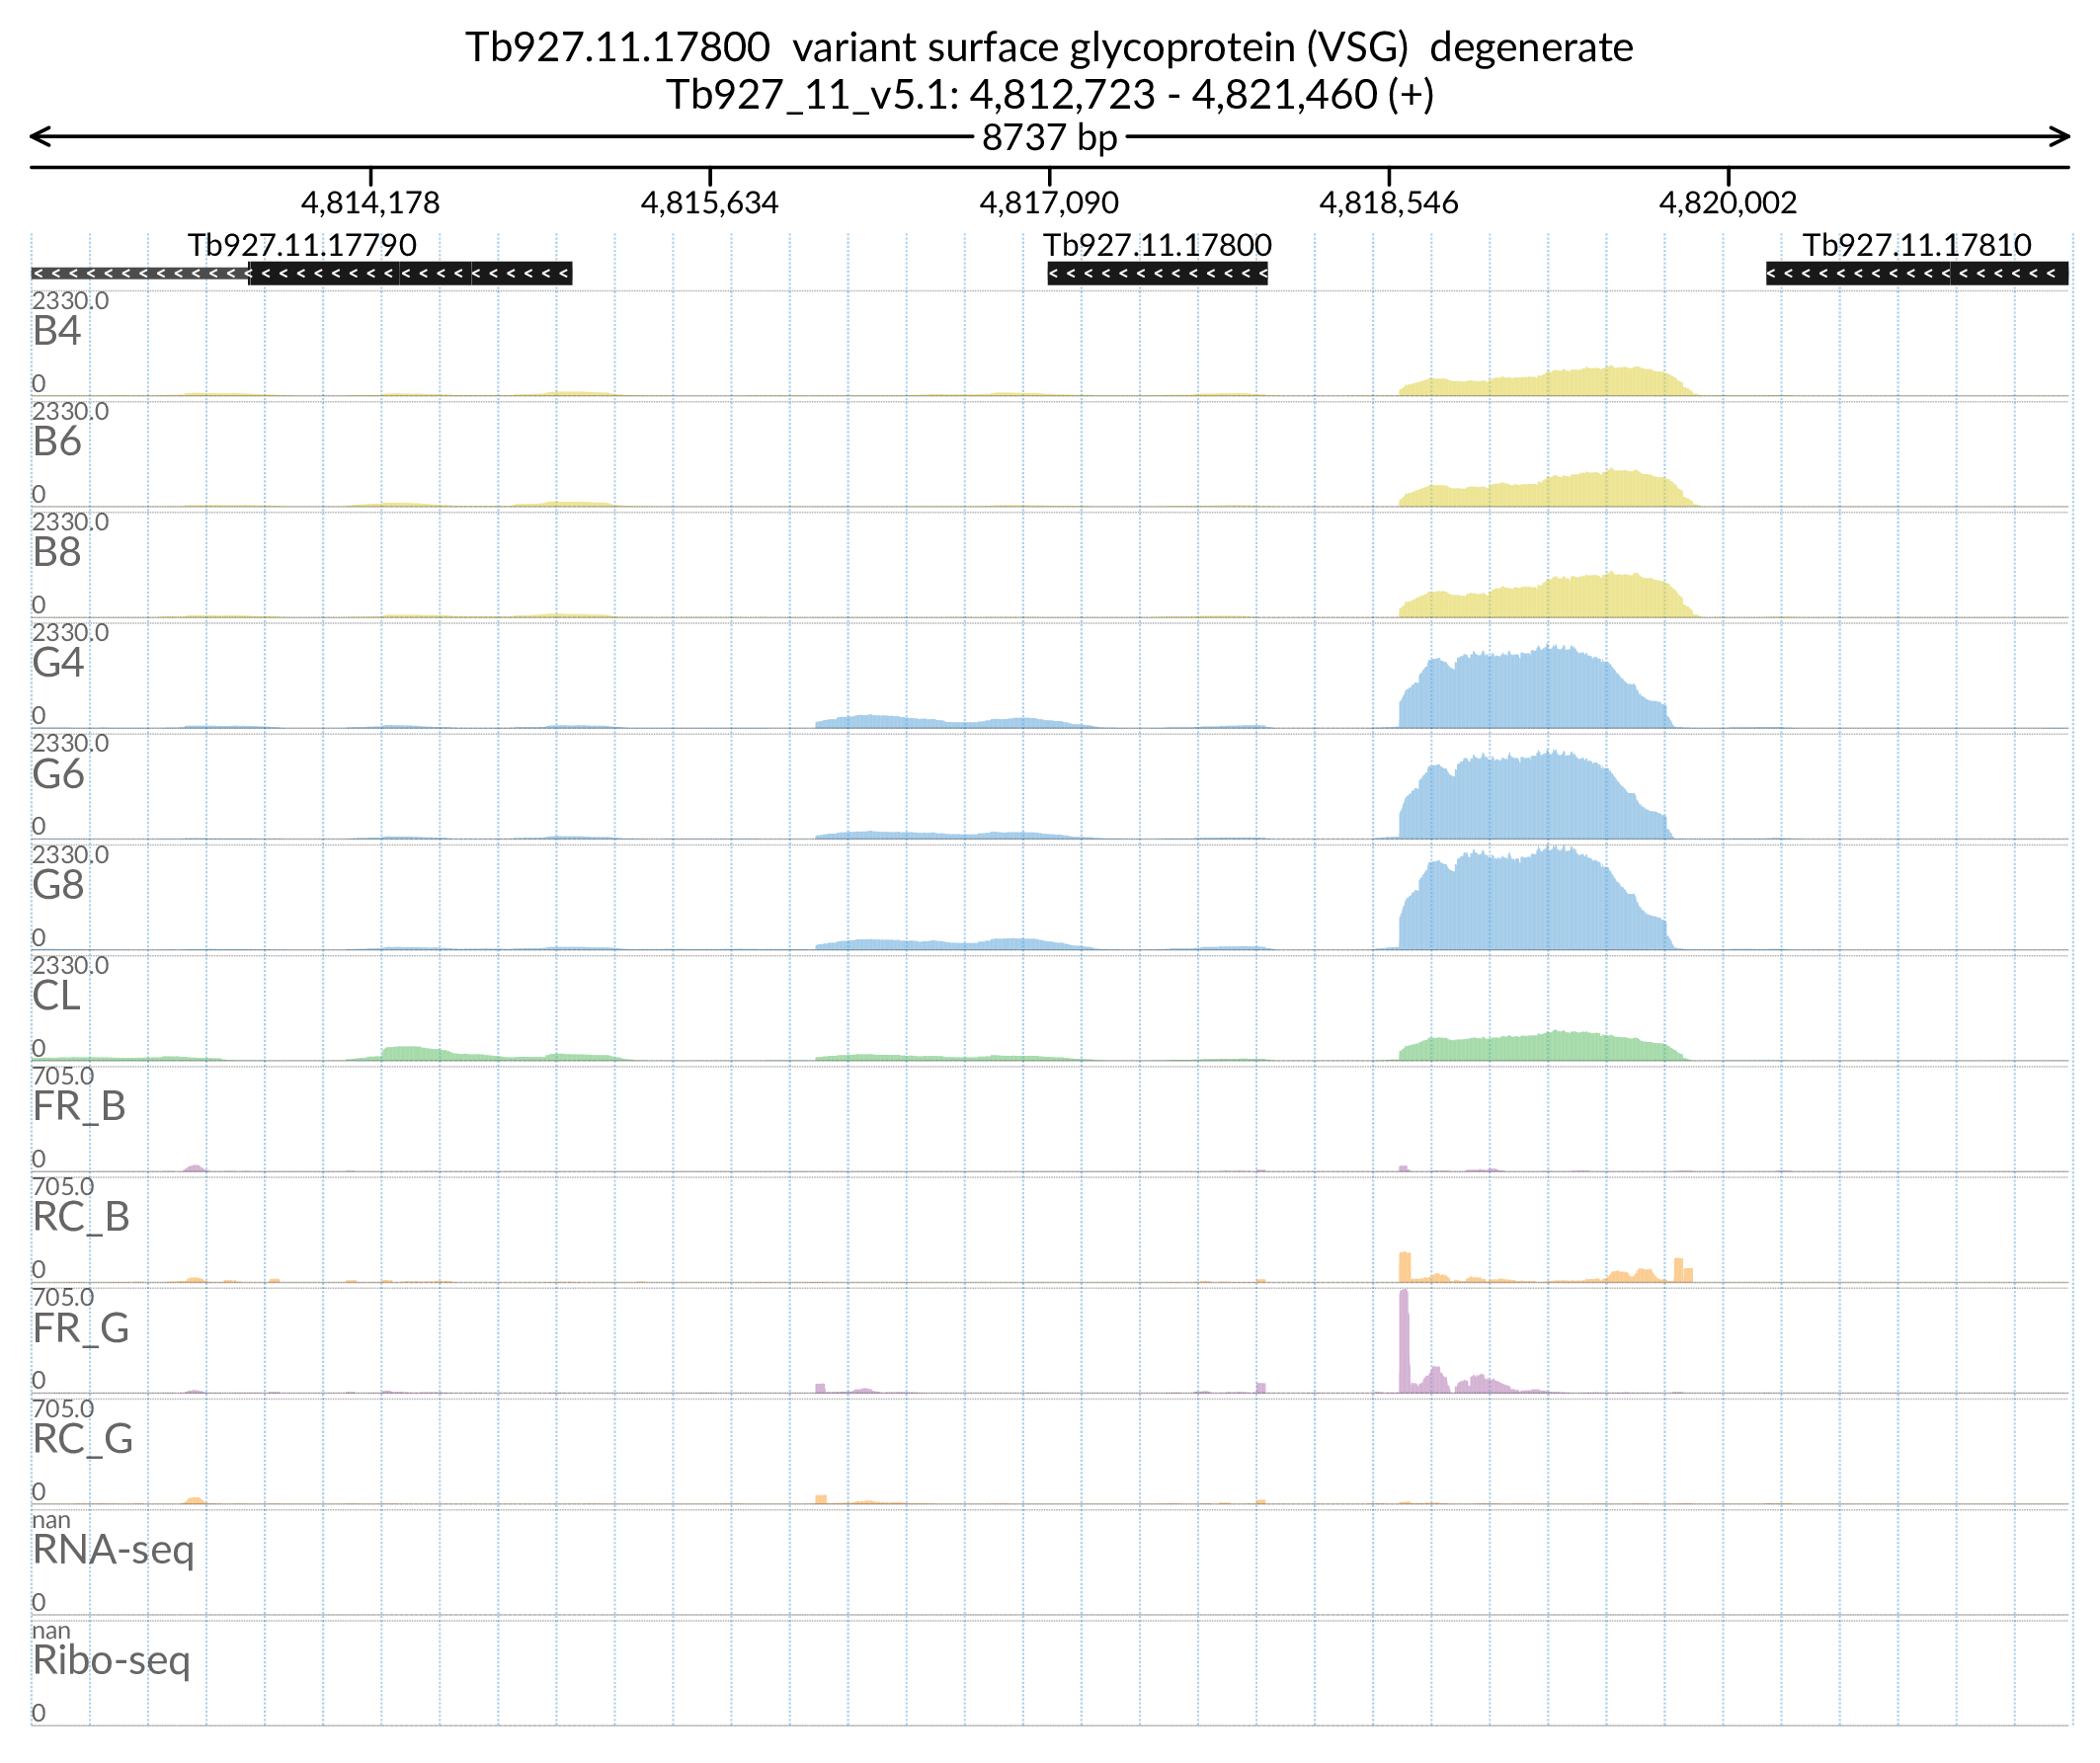 Tb927.11.17800  variant surface glycoprotein (VSG)  degenerate
Tb927_11_v5.1: 4,812,723 - 4,821,460 (+)
8737 bp
4,814,178 4,815,634 4,817,090 4,818,546 4,820,002
Tb927.11.17790 Tb927.11.17800 Tb927.11.17810
2330.0
B4
0
2330.0
B6
0
2330.0
B8
0
2330.0
G4
0
2330.0
G6
0
2330.0
G8
0
2330.0
CL
0
705.0
FR_B
0
705.0
RC_B
0
705.0
FR_G
0
705.0
RC_G
0
nan
RNA-seq
0
nan
Ribo-seq
0